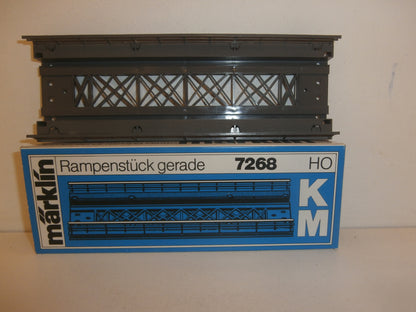 märklin
Rampenstück gerade 7268 HO
K
M